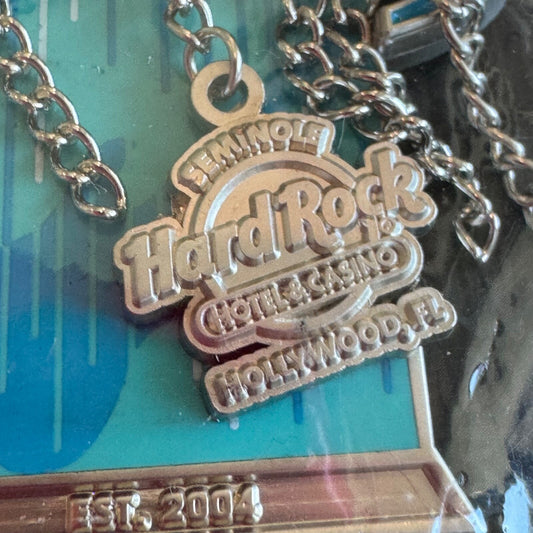 SEMINOLE
Hard Rock
HOTEL & CASINO
HOLLYWOOD, FL
EST. 2004